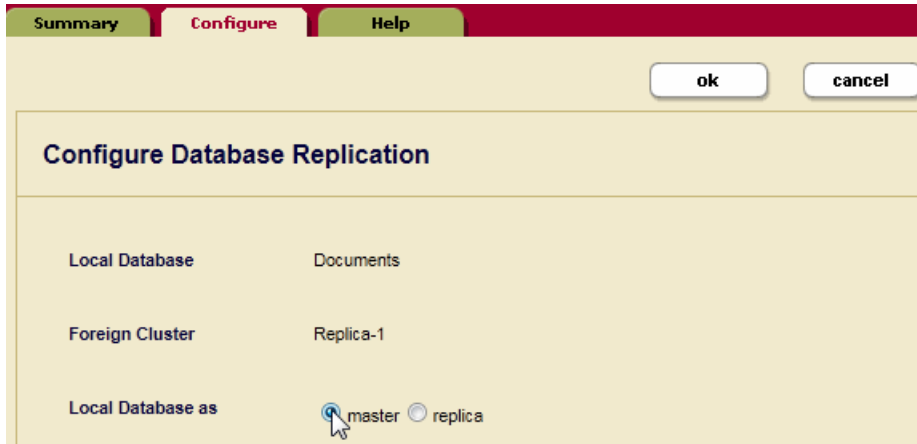 Summary Configure Help
ok cancel
Configure Database Replication
Local Database Documents
Foreign Cluster Replica-1
Local Database as master replica